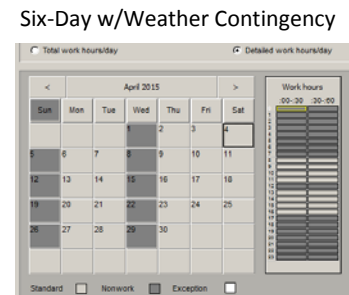 Six-Day w/Weather Contingency
Total work hours/day Detailed work hours/day
< April 2015 > Work hours
:00-:30 :30-:60
Sun Mon Tue Wed Thu Fri Sat
1 2 3 4
5 6 7 8 9 10 11
12 13 14 15 16 17 18
19 20 21 22 23 24 25
26 27 28 29 30
Standard Nonwork Exception